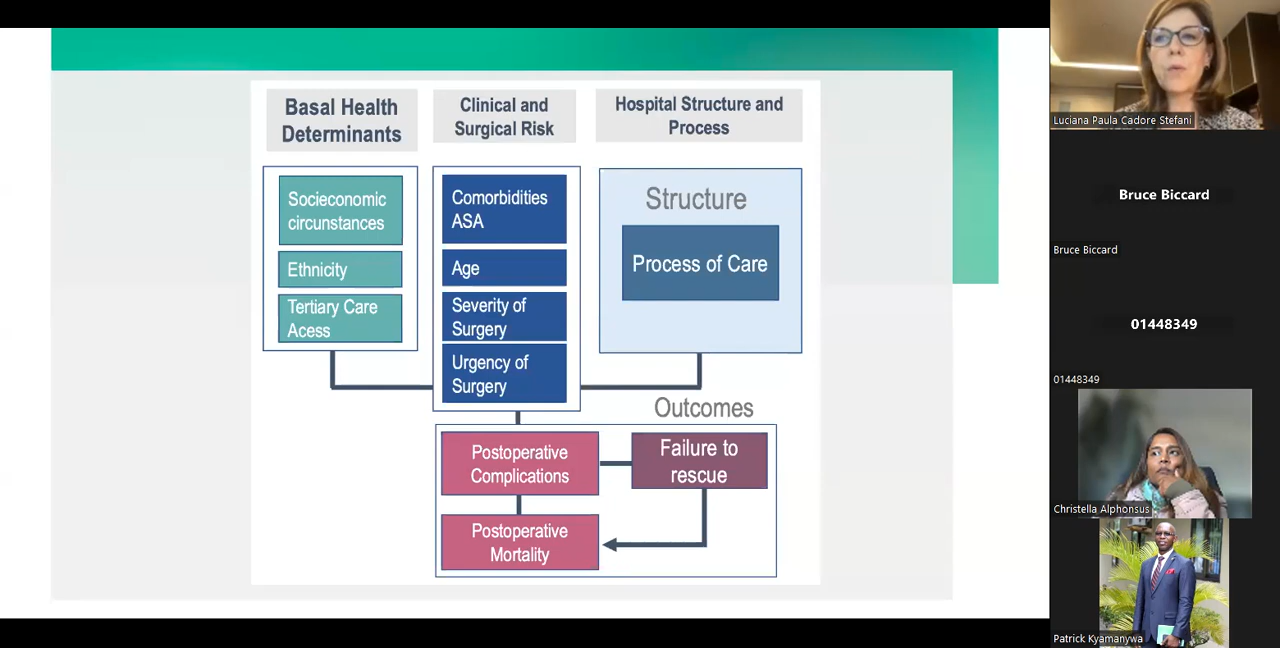 Basal Health
Determinants
Clinical and
Surgical Risk
Hospital Structure and
Process
Socieconomic
circunstances
Ethnicity
Tertiary Care
Acess
Comorbidities
ASA
Age
Severity of
Surgery
Urgency of
Surgery
Structure
Process of Care
Outcomes
Postoperative
Complications
Failure to
rescue
Postoperative
Mortality
Luciana Paula Cadore Stefani
Bruce Biccard
Bruce Biccard
01448349
01448349
Christella Alphonsus
Patrick Kyamanywa